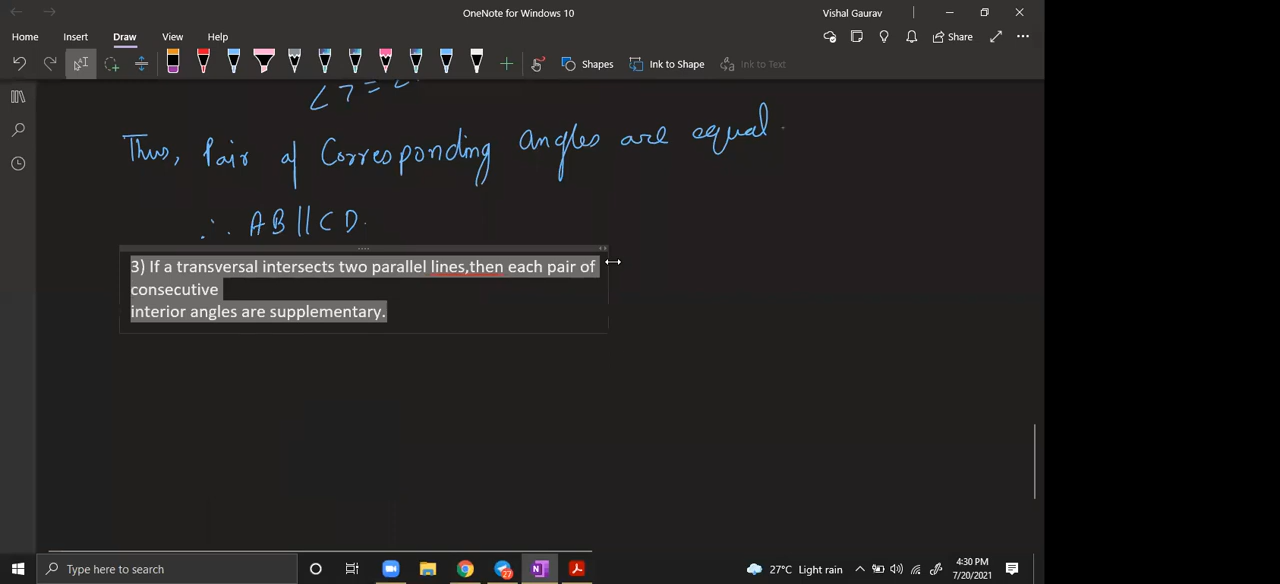 OneNote for Windows 10
Vishal Gaurav
Home Insert Draw View Help
Share
Shapes
Ink to Shape
Ink to Text
∠7 = ∠
Thus, Pair of Corresponding angles are equal.
∴ AB || CD.
3) If a transversal intersects two parallel lines,then each pair of
consecutive
interior angles are supplementary.
Type here to search
27
27°C Light rain
4:30 PM
7/20/2021